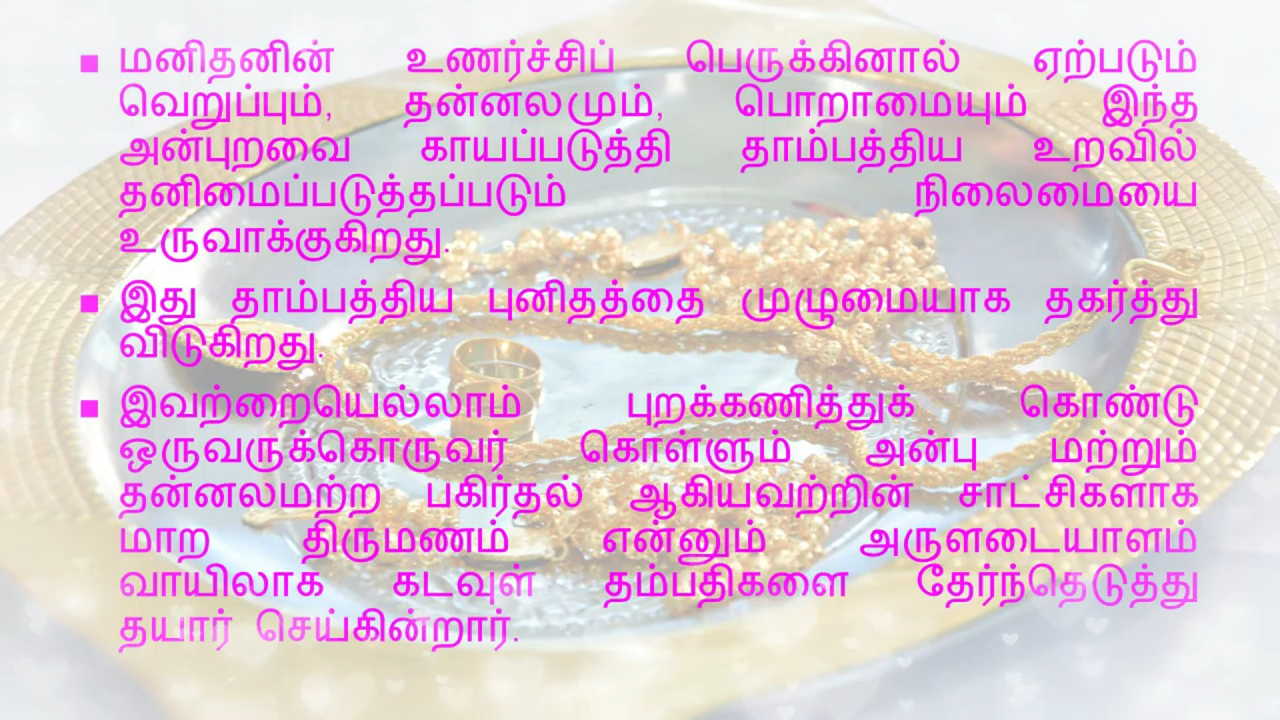 ▪ மனிதனின் உணர்ச்சிப் பெருக்கினால் ஏற்படும்
வெறுப்பும், தன்னலமும், பொறாமையும் இந்த
அன்புறவை காயப்படுத்தி தாம்பத்திய உறவில்
தனிமைப்படுத்தப்படும் நிலைமையை
உருவாக்குகிறது.
▪ இது தாம்பத்திய புனிதத்தை முழுமையாக தகர்த்து
விடுகிறது.
▪ இவற்றையெல்லாம் புறக்கணித்துக் கொண்டு
ஒருவருக்கொருவர் கொள்ளும் அன்பு மற்றும்
தன்னலமற்ற பகிர்தல் ஆகியவற்றின் சாட்சிகளாக
மாற திருமணம் என்னும் அருளடையாளம்
வாயிலாக கடவுள் தம்பதிகளை தேர்ந்தெடுத்து
தயார் செய்கின்றார்.